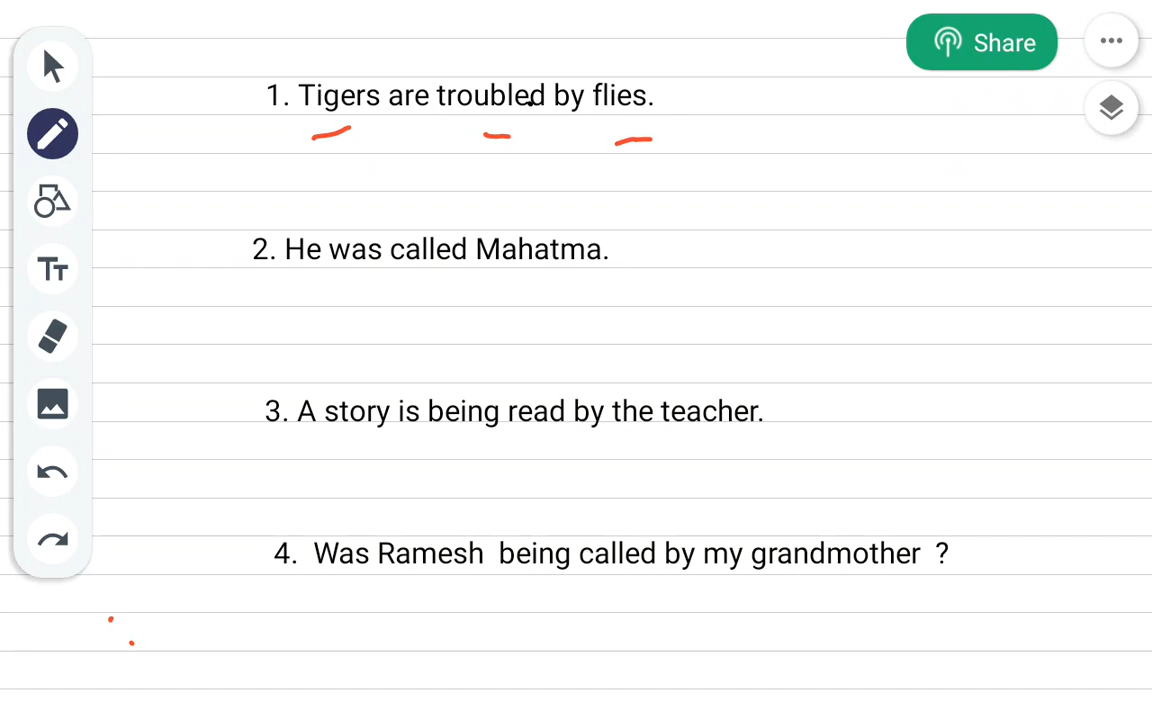 Share
1. Tigers are troubled by flies.
2. He was called Mahatma.
Tт
3. A story is being read by the teacher.
4. Was Ramesh being called by my grandmother ?